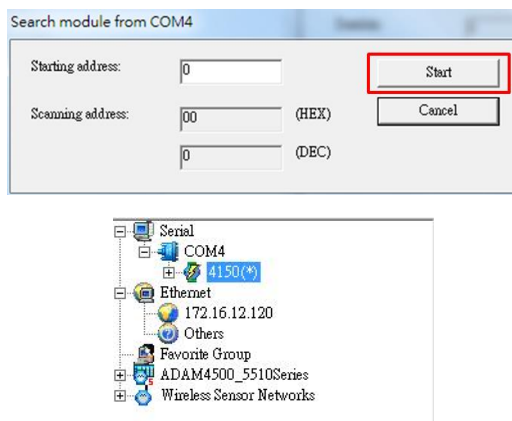 Search module from COM4
Starting address:
0
Start
Scanning address:
00
(HEX)
Cancel
0
(DEC)
Serial
COM4
4150(*)
Ethernet
172.16.12.120
Others
Favorite Group
ADAM4500_5510Series
Wireless Sensor Networks